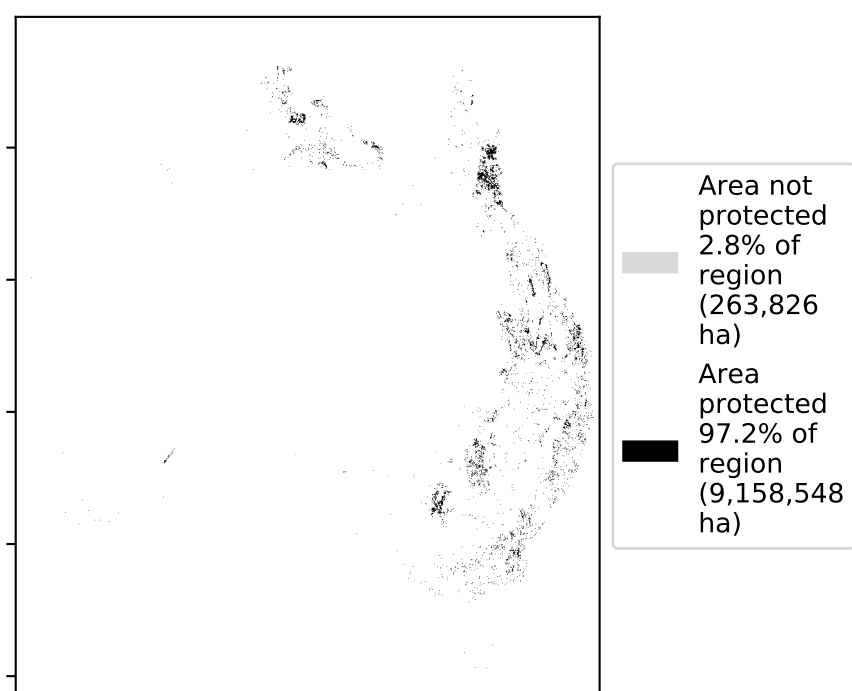 Area not
protected
2.8% of
region
(263,826
ha)
Area
protected
97.2% of
region
(9,158,548
ha)